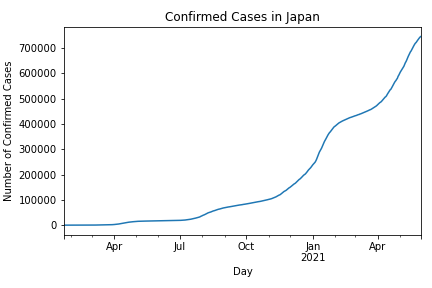 Confirmed Cases in Japan
Number of Confirmed Cases
700000
600000
500000
400000
300000
200000
100000
0
Apr
Jul
Oct
Jan
2021
Apr
Day